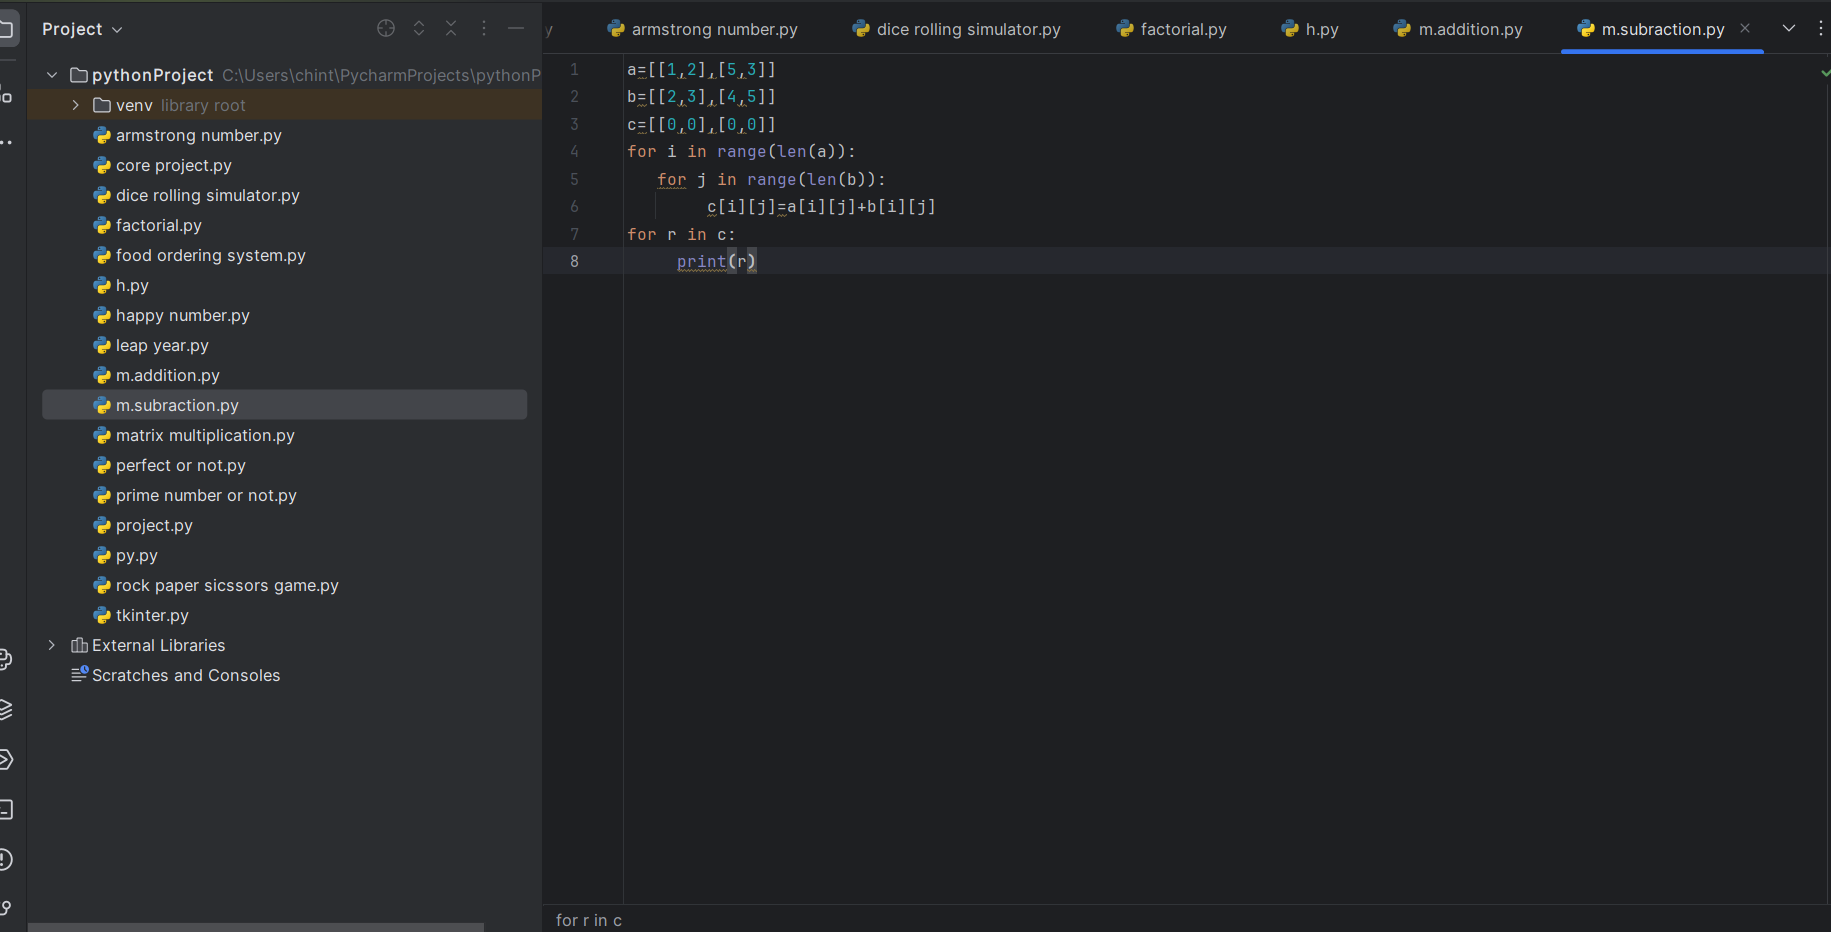 Project
pythonProject C:\Users\chint\PycharmProjects\pythonP
venv library root
armstrong number.py
core project.py
dice rolling simulator.py
factorial.py
food ordering system.py
h.py
happy number.py
leap year.py
m.addition.py
m.subraction.py
matrix multiplication.py
perfect or not.py
prime number or not.py
project.py
py.py
rock paper sicssors game.py
tkinter.py
External Libraries
Scratches and Consoles
y armstrong number.py dice rolling simulator.py factorial.py h.py m.addition.py m.subraction.py
1 a=[[1,2],[5,3]]
2 b=[[2,3],[4,5]]
3 c=[[0,0],[0,0]]
4 for i in range(len(a)):
5 for j in range(len(b)):
6 c[i][j]=a[i][j]+b[i][j]
7 for r in c:
8 print(r)
for r in c